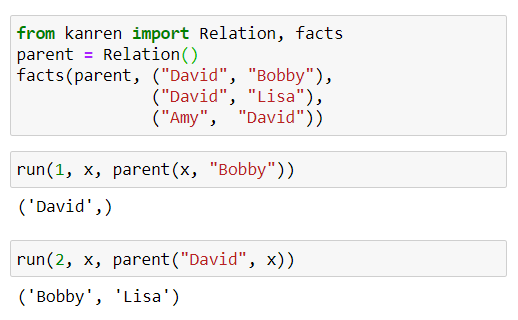 from kanren import Relation, facts
parent = Relation()
facts(parent, ("David", "Bobby"),
              ("David", "Lisa"),
              ("Amy",  "David"))
run(1, x, parent(x, "Bobby"))
('David',)
run(2, x, parent("David", x))
('Bobby', 'Lisa')